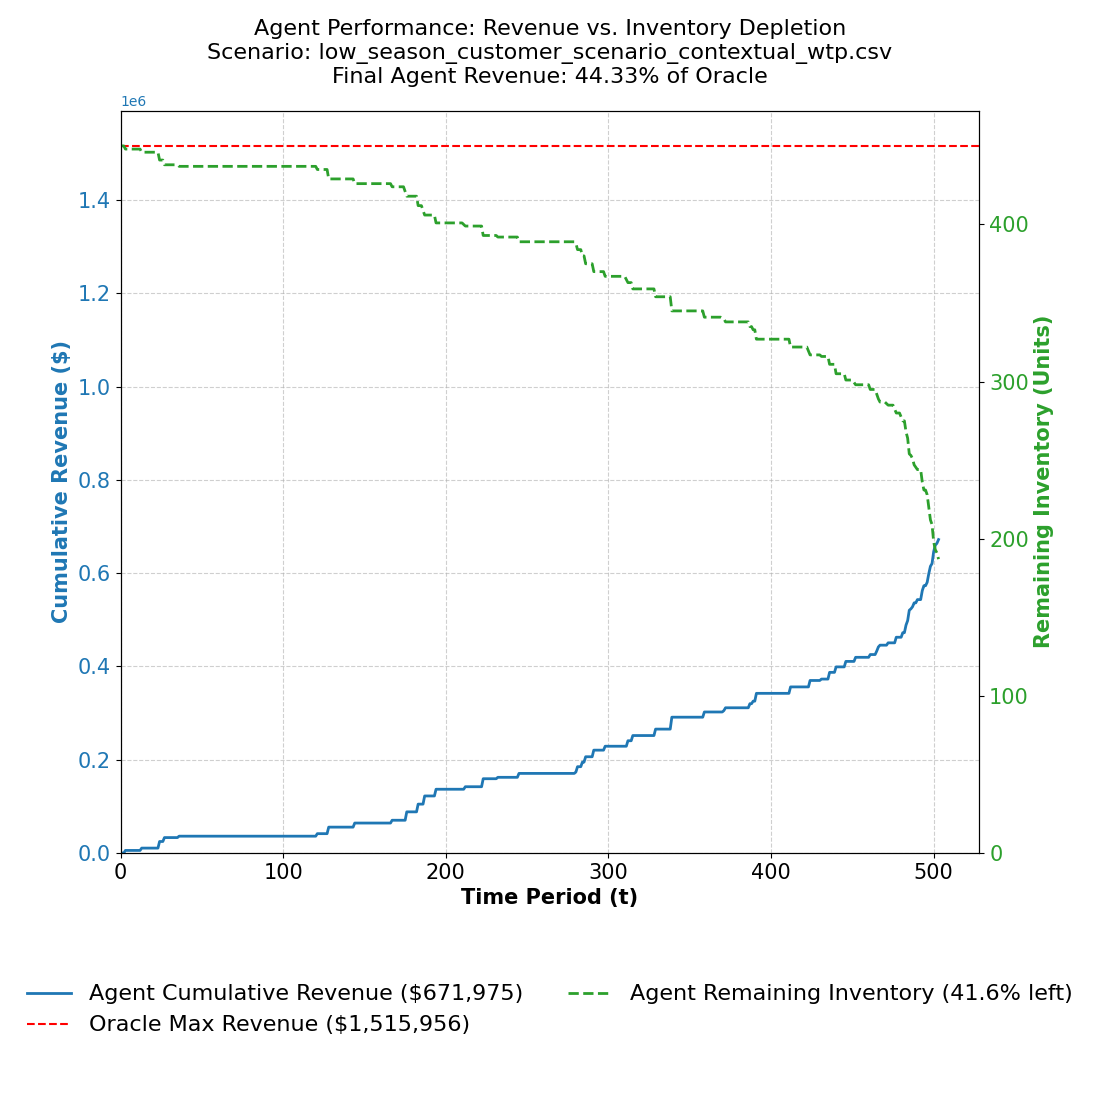 Agent Performance: Revenue vs. Inventory Depletion
Scenario: low_season_customer_scenario_contextual_wtp.csv
Final Agent Revenue: 44.33% of Oracle
1e6
1.4
1.2
1.0
0.8
0.6
0.4
0.2
0.0
Cumulative Revenue ($)
400
300
200
100
0
Remaining Inventory (Units)
0 100 200 300 400 500
Time Period (t)
Agent Cumulative Revenue ($671,975)
Oracle Max Revenue ($1,515,956)
Agent Remaining Inventory (41.6% left)